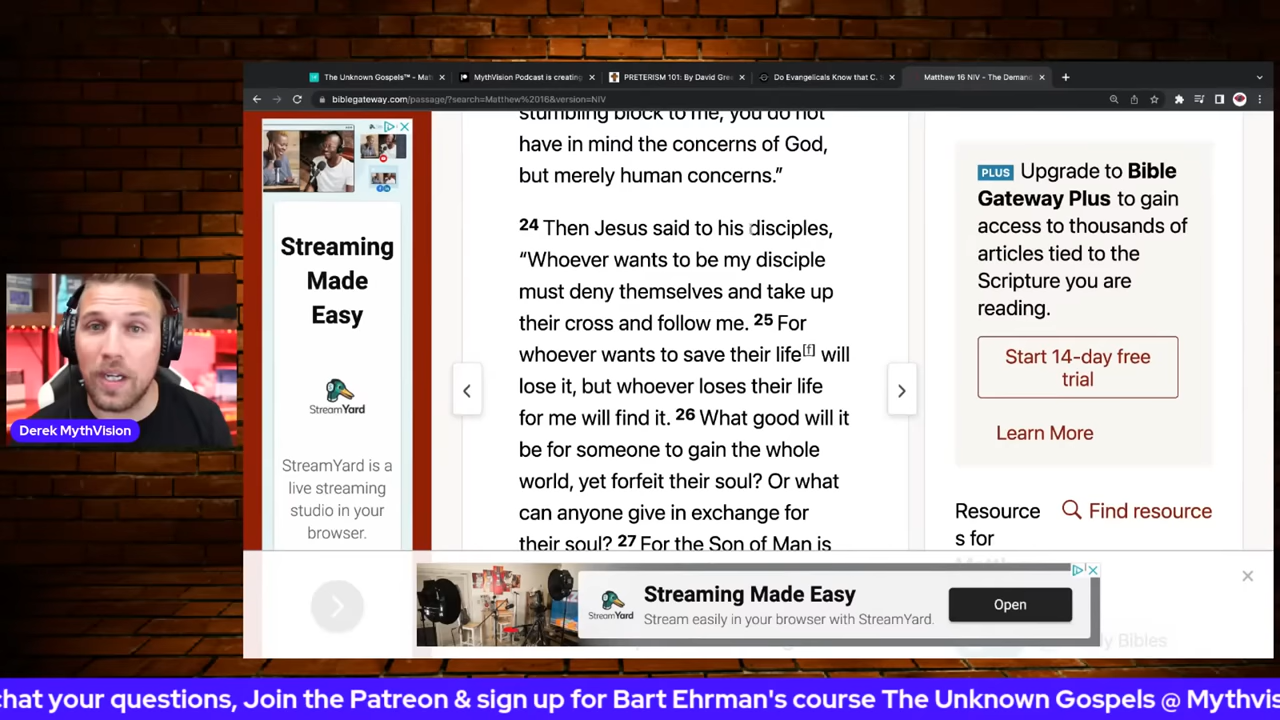 The Unknown Gospels™ - Mat
MythVision Podcast is creating
PRETERISM 101: By David Gre
Do Evangelicals Know that C.
Matthew 16 NIV - The Demand
biblegateway.com/passage/?search=Matthew%2016&version=NIV
Streaming
Made
Easy
StreamYard
StreamYard is a
live streaming
studio in your
browser.
Derek MythVision
stumbling block to me; you do not
have in mind the concerns of God,
but merely human concerns.”
24 Then Jesus said to his disciples,
“Whoever wants to be my disciple
must deny themselves and take up
their cross and follow me. 25 For
whoever wants to save their life[f] will
lose it, but whoever loses their life
for me will find it. 26 What good will it
be for someone to gain the whole
world, yet forfeit their soul? Or what
can anyone give in exchange for
their soul? 27 For the Son of Man is
PLUS Upgrade to Bible
Gateway Plus to gain
access to thousands of
articles tied to the
Scripture you are
reading.
Start 14-day free
trial
Learn More
Resource
s for
Find resource
StreamYard
Streaming Made Easy
Stream easily in your browser with StreamYard.
Open
Bibles
chat your questions, Join the Patreon & sign up for Bart Ehrman's course The Unknown Gospels @ Mythvis